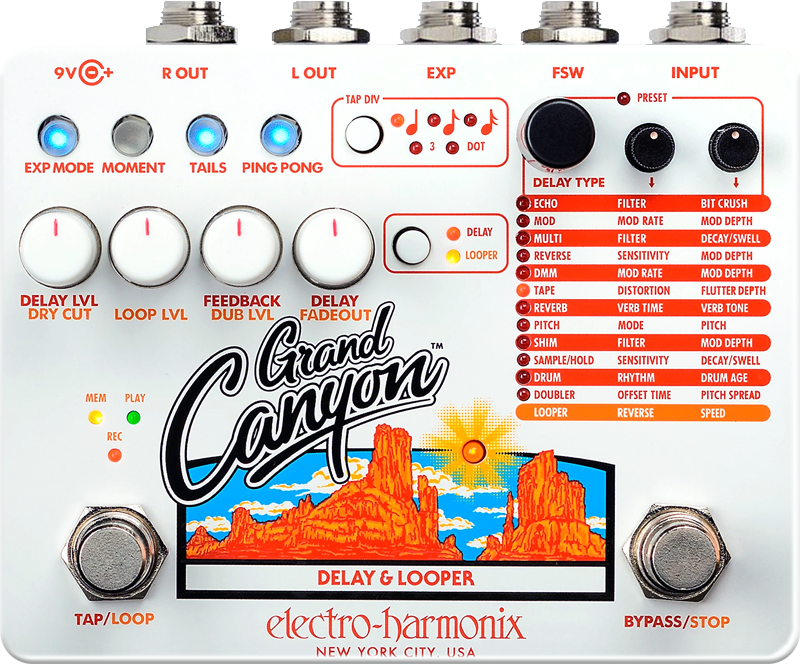 9V + R OUT L OUT EXP FSW INPUT
TAP DIV
PRESET
3 DOT
EXP MODE MOMENT TAILS PING PONG
DELAY TYPE
ECHO FILTER BIT CRUSH
MOD MOD RATE MOD DEPTH
MULTI FILTER DECAY/SWELL
REVERSE SENSITIVITY MOD DEPTH
DMM MOD RATE MOD DEPTH
TAPE DISTORTION FLUTTER DEPTH
REVERB VERB TIME VERB TONE
PITCH MODE PITCH
SHIM FILTER MOD DEPTH
SAMPLE/HOLD SENSITIVITY DECAY/SWELL
DRUM RHYTHM DRUM AGE
DOUBLER OFFSET TIME PITCH SPREAD
LOOPER REVERSE SPEED
DELAY
LOOPER
DELAY LVL FEEDBACK DELAY
DRY CUT LOOP LVL DUB LVL FADEOUT
Grand
Canyon™
MEM PLAY
REC
DELAY & LOOPER
TAP/LOOP
BYPASS/STOP
electro-harmonix
NEW YORK CITY, USA